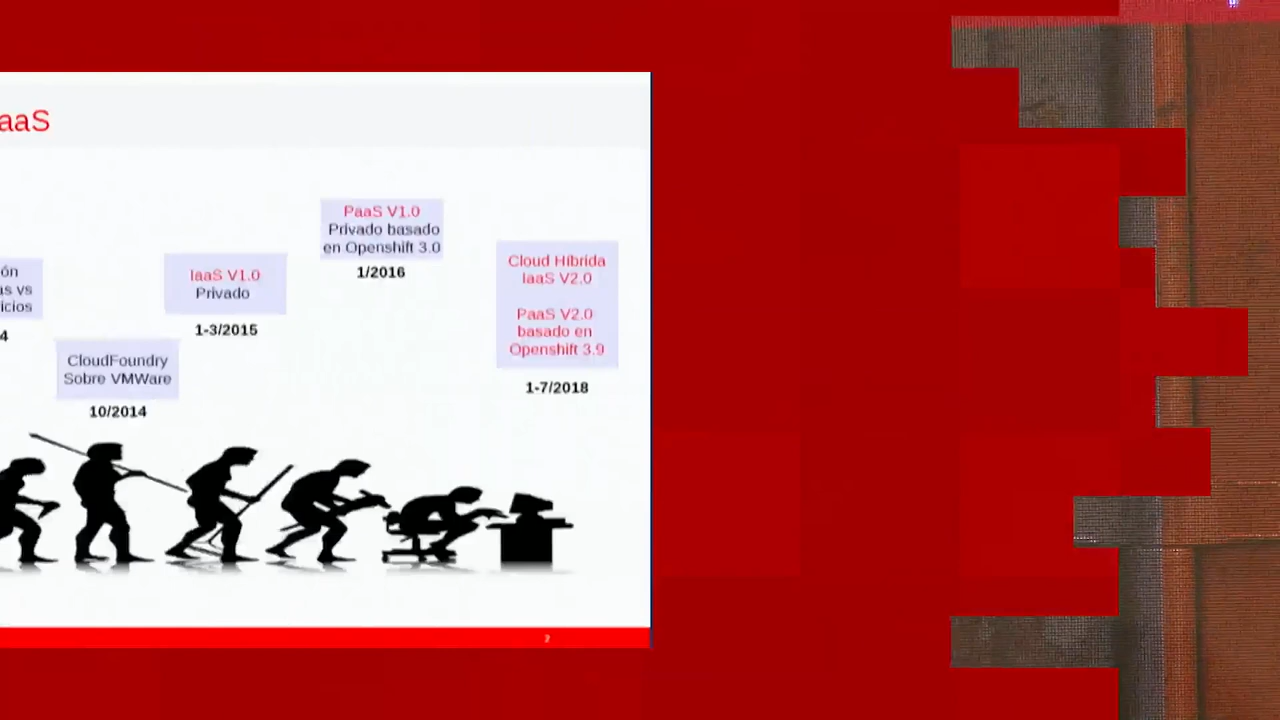 aaS
PaaS V1.0
Privado basado
en Openshift 3.0
1/2016
Cloud Híbrida
IaaS V2.0
PaaS V2.0
basado en
Openshift 3.9
1-7/2018
IaaS V1.0
Privado
1-3/2015
ón
as vs
icios
4
CloudFoundry
Sobre VMWare
10/2014